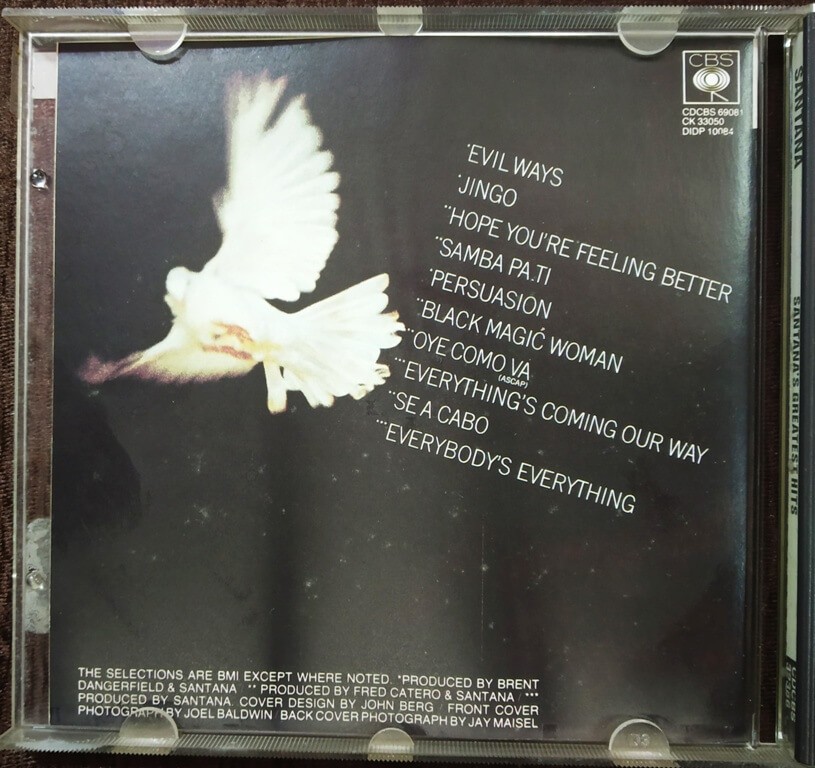 CBS
CDCBS 69081
CK 33050
DIDP 10084
*EVIL WAYS
*JINGO
**HOPE YOU'RE FEELING BETTER
**SAMBA PA.TI
*PERSUASION
**BLACK MAGIC WOMAN
**OYE COMO VA
(ASCAP)
***EVERYTHING'S COMING OUR WAY
**SE A CABO
***EVERYBODY'S EVERYTHING
THE SELECTIONS ARE BMI EXCEPT WHERE NOTED. *PRODUCED BY BRENT
DANGERFIELD & SANTANA / ** PRODUCED BY FRED CATERO & SANTANA / ***
PRODUCED BY SANTANA. COVER DESIGN BY JOHN BERG / FRONT COVER
PHOTOGRAPH BY JOEL BALDWIN / BACK COVER PHOTOGRAPH BY JAY MAISEL
SANTANA
SANTANA'S GREATEST HITS
CDCBS
53